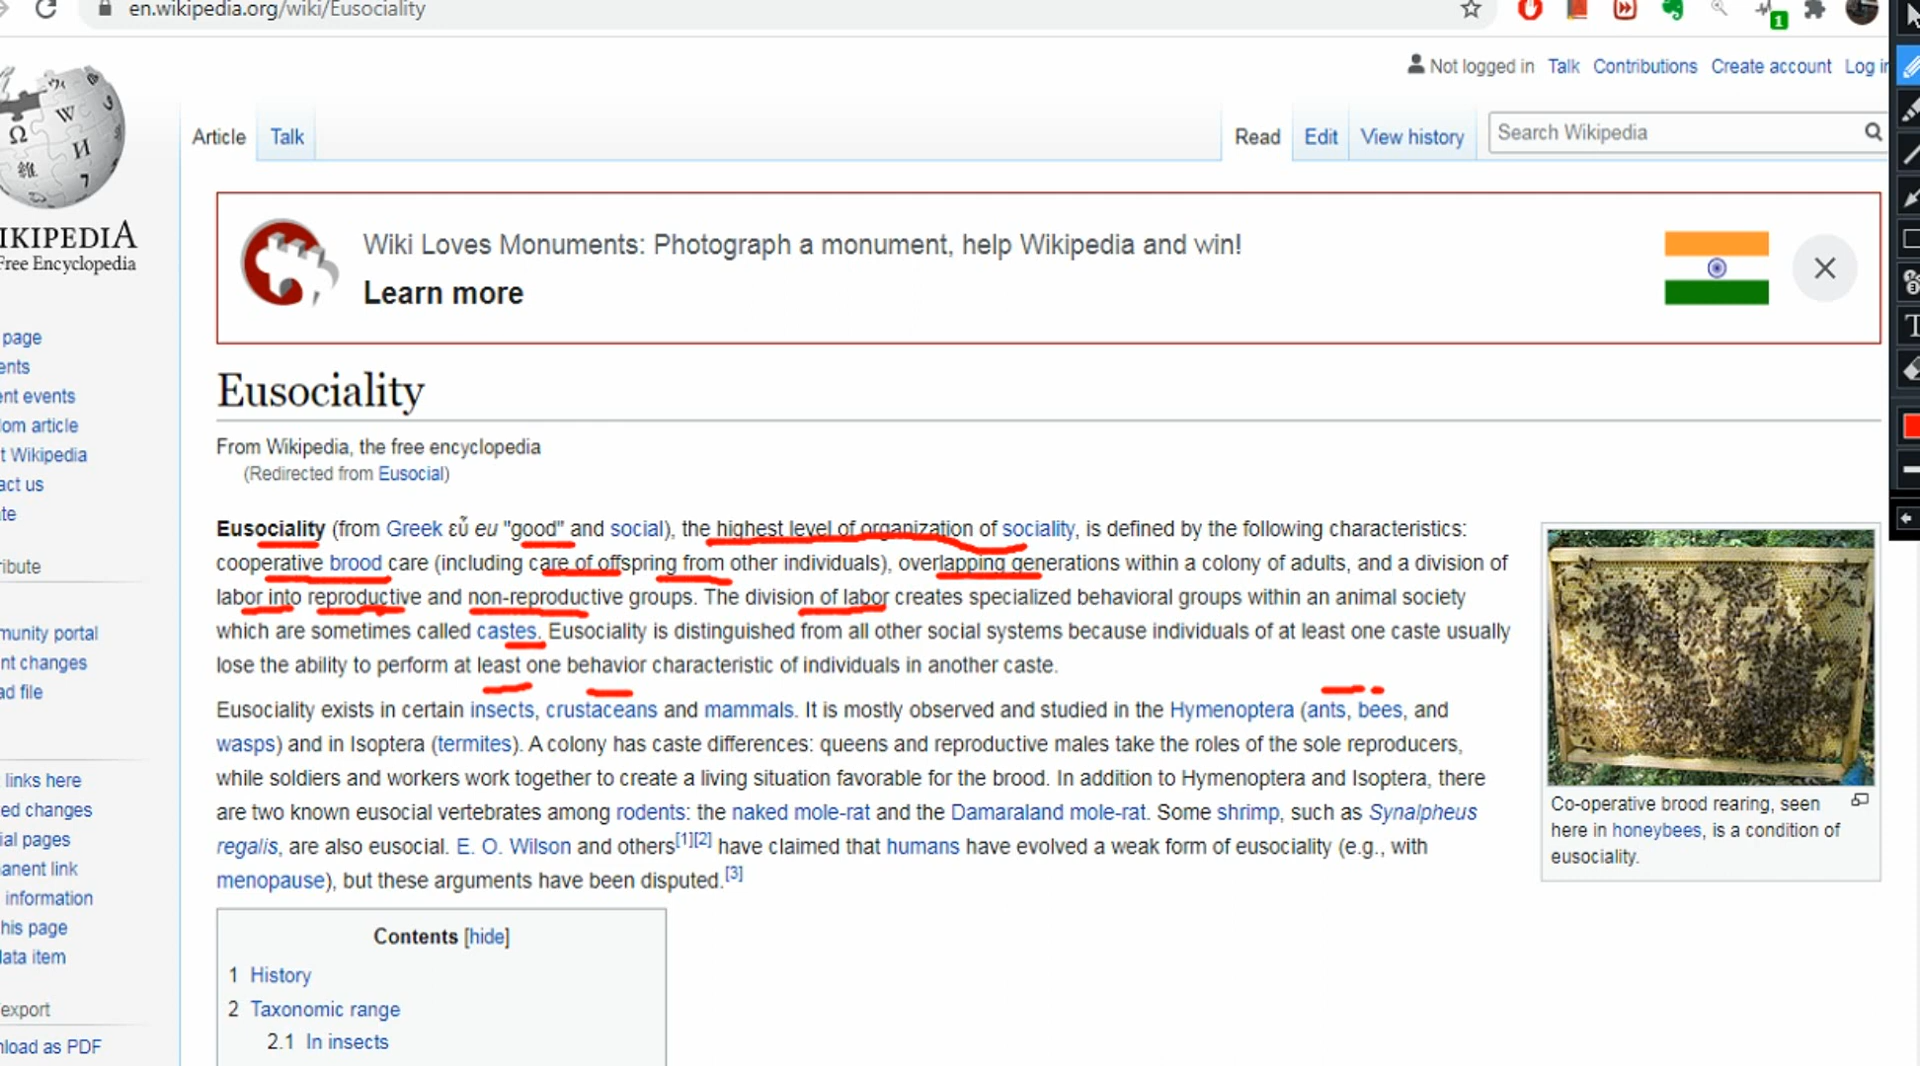 en.wikipedia.org/wiki/Eusociality
1
Not logged in Talk Contributions Create account Log i
Article Talk Read Edit View history Search Wikipedia
Ω W И 維 7
IKIPEDIA
Free Encyclopedia
Wiki Loves Monuments: Photograph a monument, help Wikipedia and win!
Learn more
page
ents
ent events
om article
t Wikipedia
act us
te
ribute
munity portal
nt changes
ad file
links here
ed changes
ial pages
anent link
information
his page
data item
export
nload as PDF
Eusociality
From Wikipedia, the free encyclopedia
(Redirected from Eusocial)
Eusociality (from Greek εὖ eu "good" and social), the highest level of organization of sociality, is defined by the following characteristics:
cooperative brood care (including care of offspring from other individuals), overlapping generations within a colony of adults, and a division of
labor into reproductive and non-reproductive groups. The division of labor creates specialized behavioral groups within an animal society
which are sometimes called castes. Eusociality is distinguished from all other social systems because individuals of at least one caste usually
lose the ability to perform at least one behavior characteristic of individuals in another caste.
Eusociality exists in certain insects, crustaceans and mammals. It is mostly observed and studied in the Hymenoptera (ants, bees, and
wasps) and in Isoptera (termites). A colony has caste differences: queens and reproductive males take the roles of the sole reproducers,
while soldiers and workers work together to create a living situation favorable for the brood. In addition to Hymenoptera and Isoptera, there
are two known eusocial vertebrates among rodents: the naked mole-rat and the Damaraland mole-rat. Some shrimp, such as Synalpheus
regalis, are also eusocial. E. O. Wilson and others[1][2] have claimed that humans have evolved a weak form of eusociality (e.g., with
menopause), but these arguments have been disputed.[3]
Co-operative brood rearing, seen
here in honeybees, is a condition of
eusociality.
Contents [hide]
1 History
2 Taxonomic range
2.1 In insects